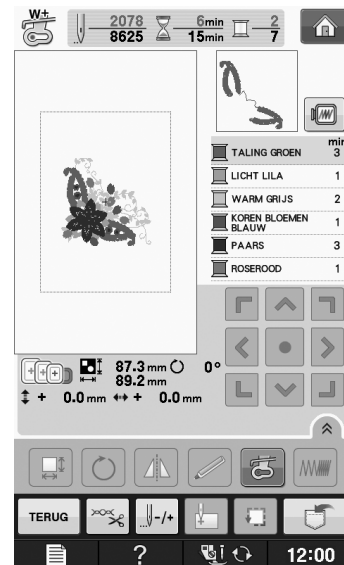 W+
2078 6min 2
8625 15min 7
min
TALING GROEN 3
LICHT LILA 1
WARM GRIJS 2
KOREN BLOEMEN
BLAUW 1
PAARS 3
ROSEROOD 1
87.3 mm 0°
89.2 mm
+ 0.0 mm + 0.0 mm
TERUG -/+
? 12:00